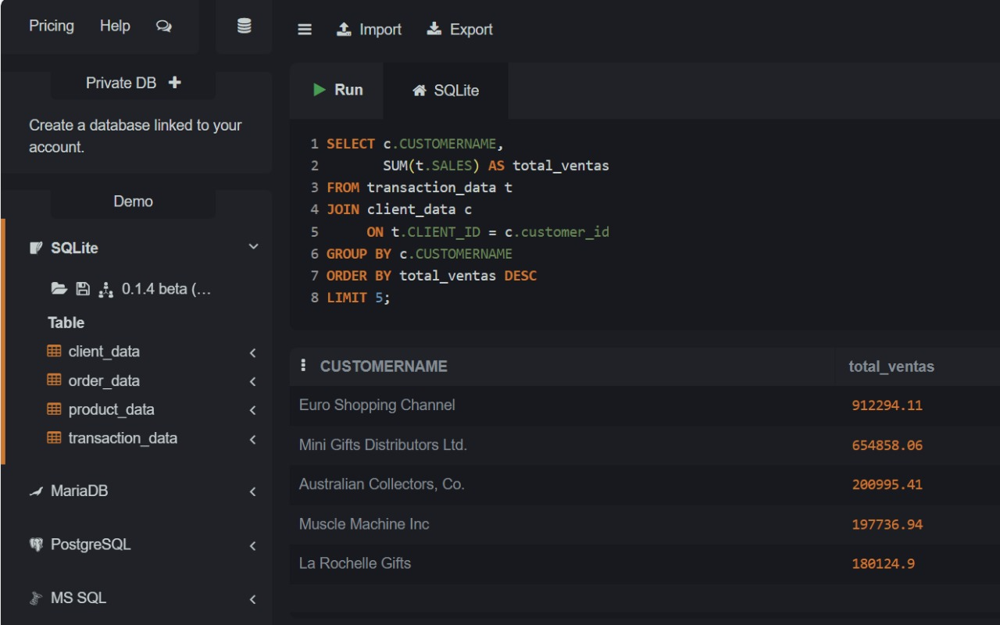 Pricing Help
Import Export
Private DB
Run SQLite
Create a database linked to your
account.
1 SELECT c.CUSTOMERNAME,
2 SUM(t.SALES) AS total_ventas
3 FROM transaction_data t
4 JOIN client_data c
5 ON t.CLIENT_ID = c.customer_id
6 GROUP BY c.CUSTOMERNAME
7 ORDER BY total_ventas DESC
8 LIMIT 5;
Demo
SQLite
0.1.4 beta (…
Table
client_data
order_data
product_data
transaction_data
MariaDB
PostgreSQL
MS SQL
CUSTOMERNAME total_ventas
Euro Shopping Channel 912294.11
Mini Gifts Distributors Ltd. 654858.06
Australian Collectors, Co. 200995.41
Muscle Machine Inc 197736.94
La Rochelle Gifts 180124.9